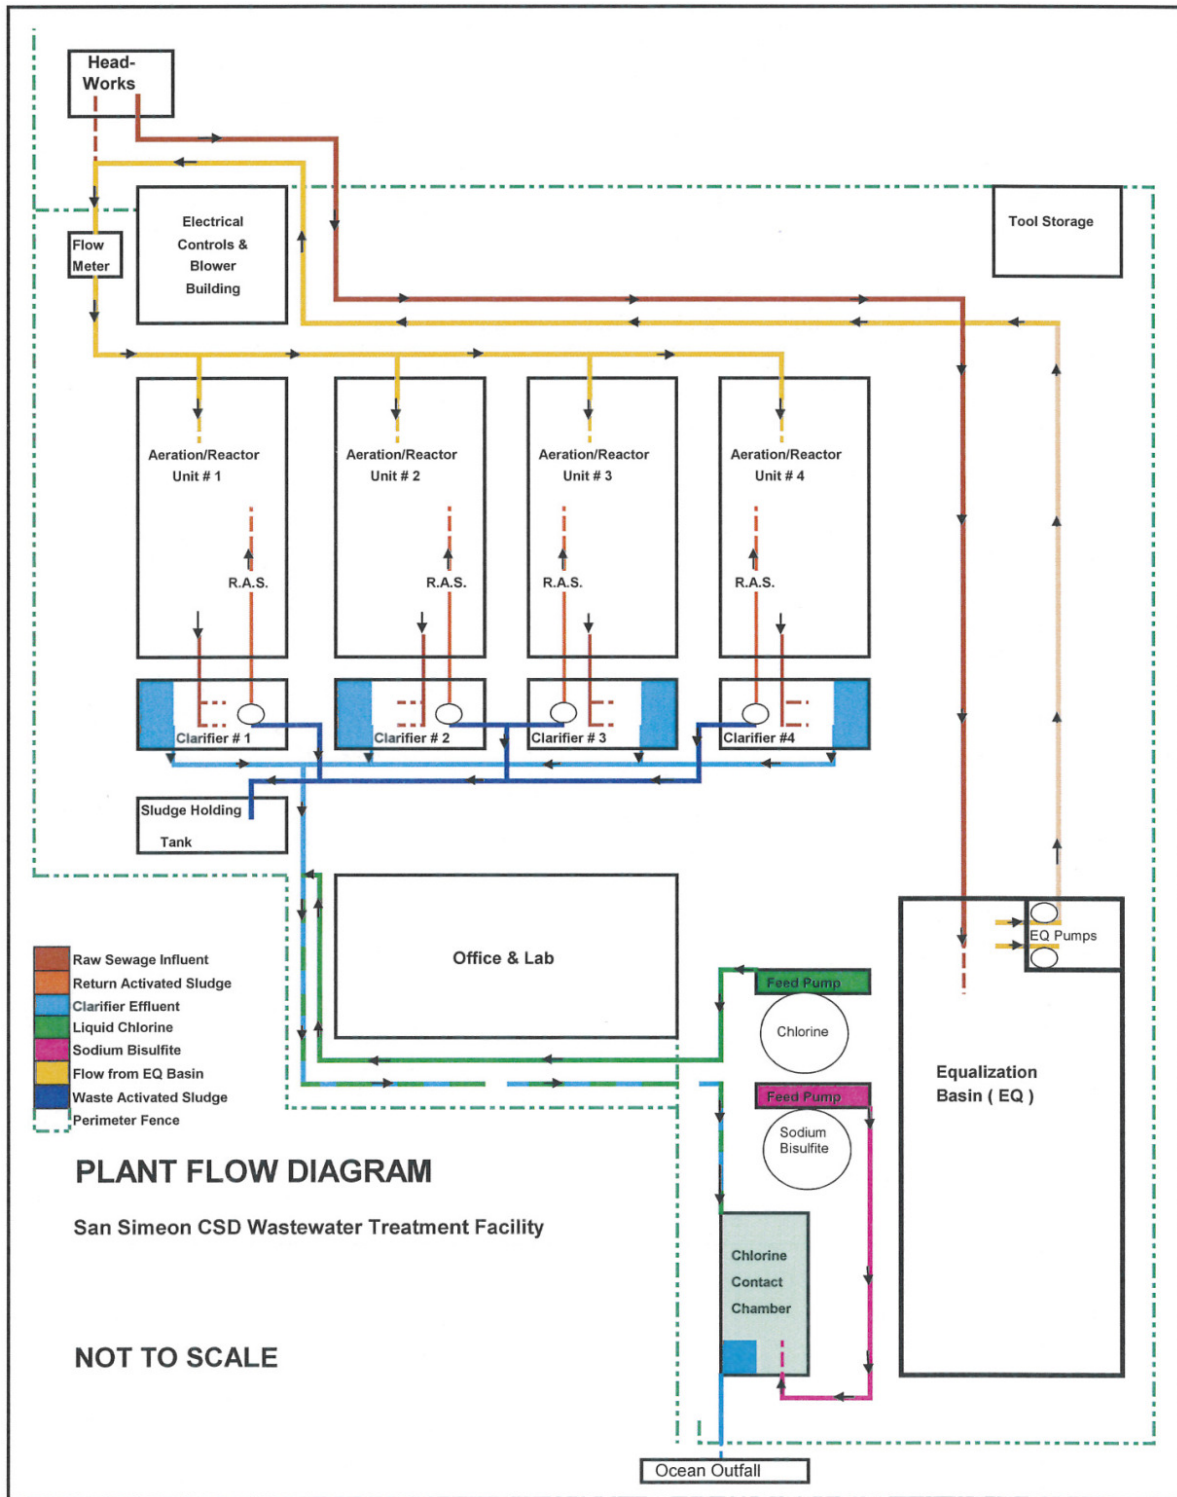 Head-
Works
Flow
Meter
Electrical
Controls &
Blower
Building
Tool Storage
Aeration/Reactor
Unit # 1
Aeration/Reactor
Unit # 2
Aeration/Reactor
Unit # 3
Aeration/Reactor
Unit # 4
R.A.S.
R.A.S.
R.A.S.
R.A.S.
Clarifier # 1
Clarifier # 2
Clarifier # 3
Clarifier #4
Sludge Holding
Tank
Office & Lab
EQ Pumps
Equalization
Basin ( EQ )
Feed Pump
Chlorine
Feed Pump
Sodium
Bisulfite
Chlorine
Contact
Chamber
Ocean Outfall
Raw Sewage Influent
Return Activated Sludge
Clarifier Effluent
Liquid Chlorine
Sodium Bisulfite
Flow from EQ Basin
Waste Activated Sludge
Perimeter Fence
PLANT FLOW DIAGRAM
San Simeon CSD Wastewater Treatment Facility
NOT TO SCALE